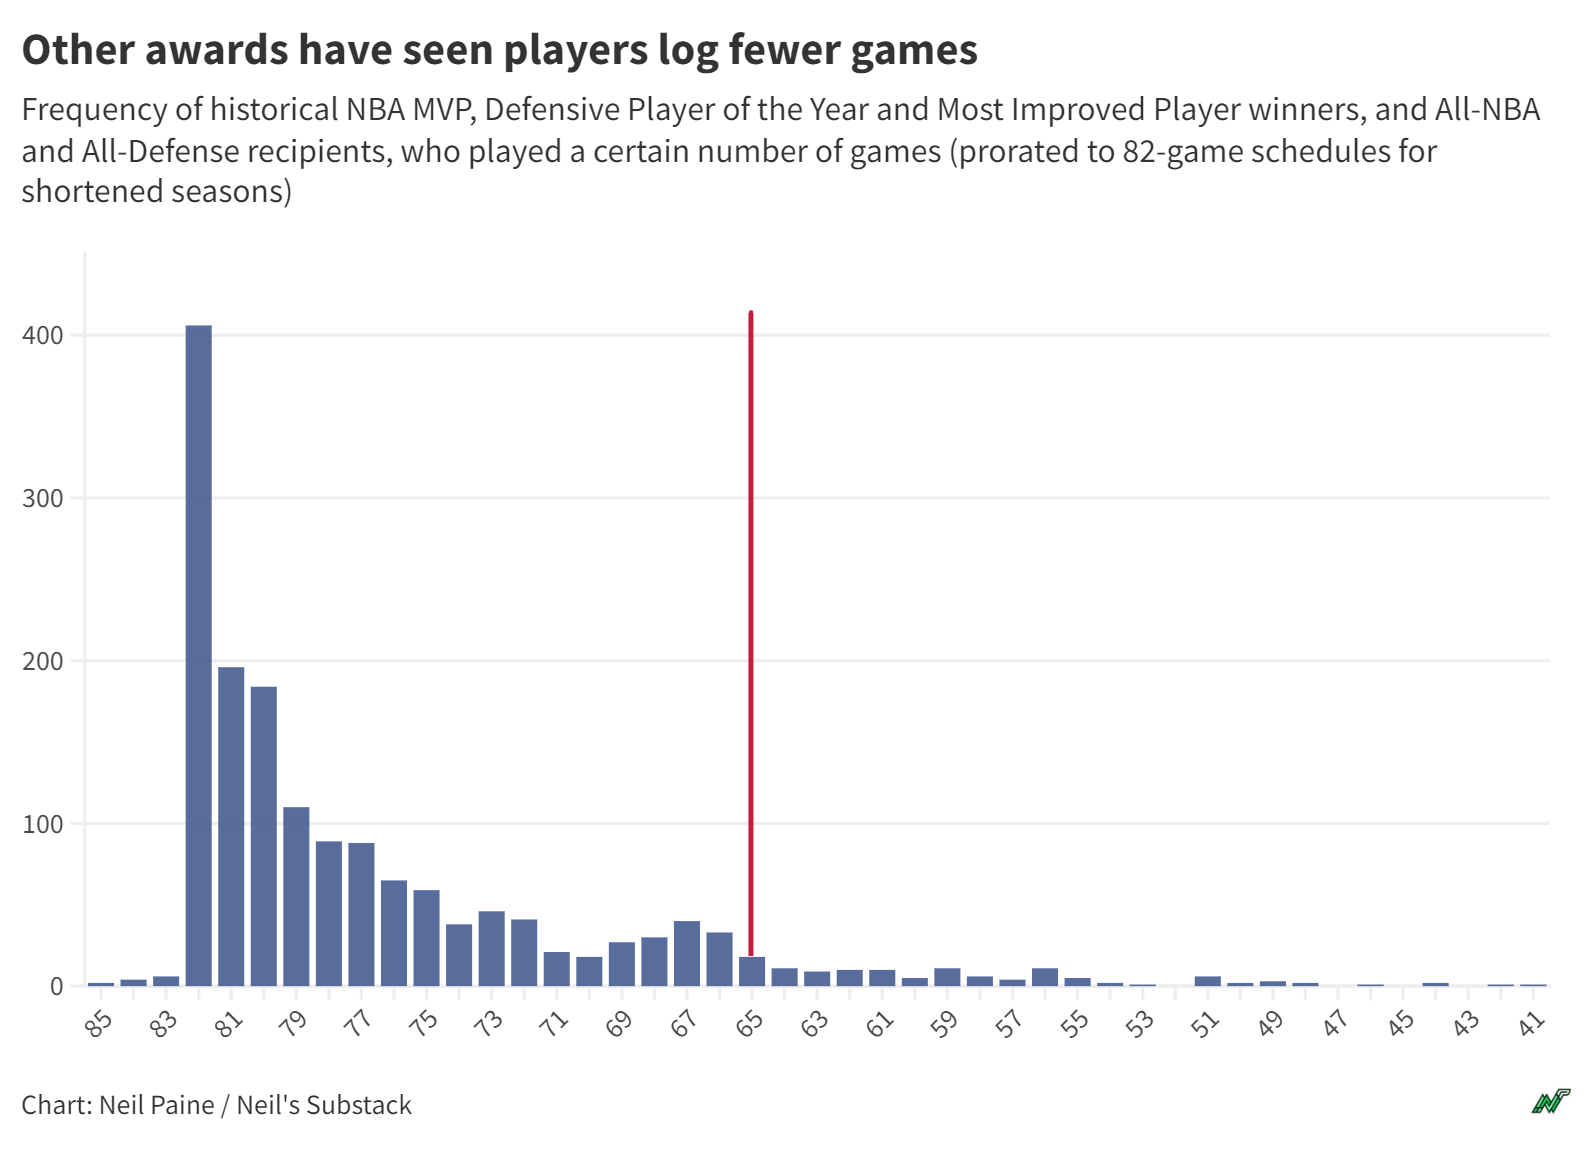 Other awards have seen players log fewer games
Frequency of historical NBA MVP, Defensive Player of the Year and Most Improved Player winners, and All-NBA
and All-Defense recipients, who played a certain number of games (prorated to 82-game schedules for
shortened seasons)
400
300
200
100
0
85 83 81 79 77 75 73 71 69 67 65 63 61 59 57 55 53 51 49 47 45 43 41
Chart: Neil Paine / Neil's Substack
NP